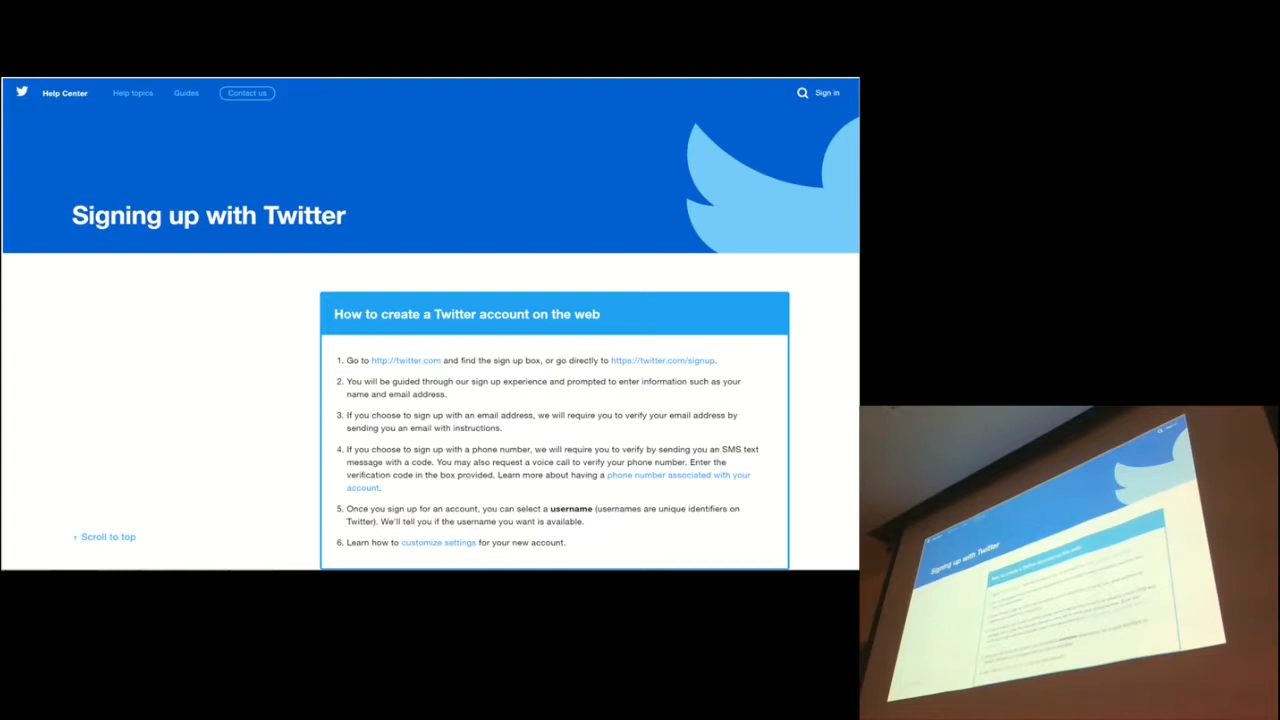 Help Center Help topics Guides Contact us Sign in
Signing up with Twitter
How to create a Twitter account on the web
1. Go to http://twitter.com and find the sign up box, or go directly to https://twitter.com/signup.
2. You will be guided through our sign up experience and prompted to enter information such as your
name and email address.
3. If you choose to sign up with an email address, we will require you to verify your email address by
sending you an email with instructions.
4. If you choose to sign up with a phone number, we will require you to verify by sending you an SMS text
message with a code. You may also request a voice call to verify your phone number. Enter the
verification code in the box provided. Learn more about having a phone number associated with your
account.
5. Once you sign up for an account, you can select a username (usernames are unique identifiers on
Twitter). We'll tell you if the username you want is available.
6. Learn how to customize settings for your new account.
Scroll to top
Signing up with Twitter
How to create a Twitter account on the web